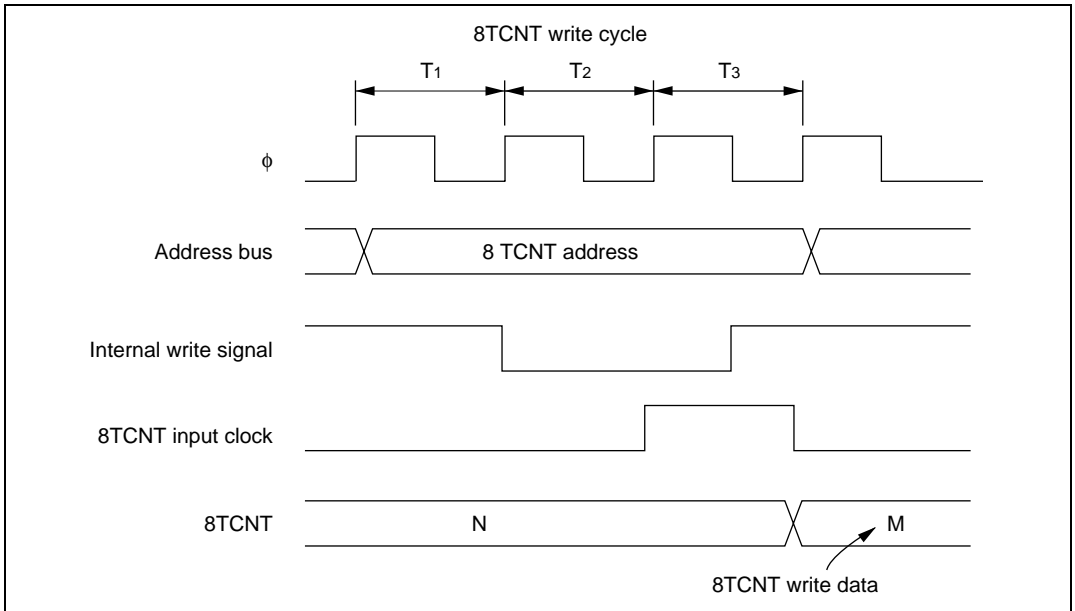 8TCNT write cycle
T1 T2 T3
φ
Address bus
8 TCNT address
Internal write signal
8TCNT input clock
8TCNT
N
M
8TCNT write data